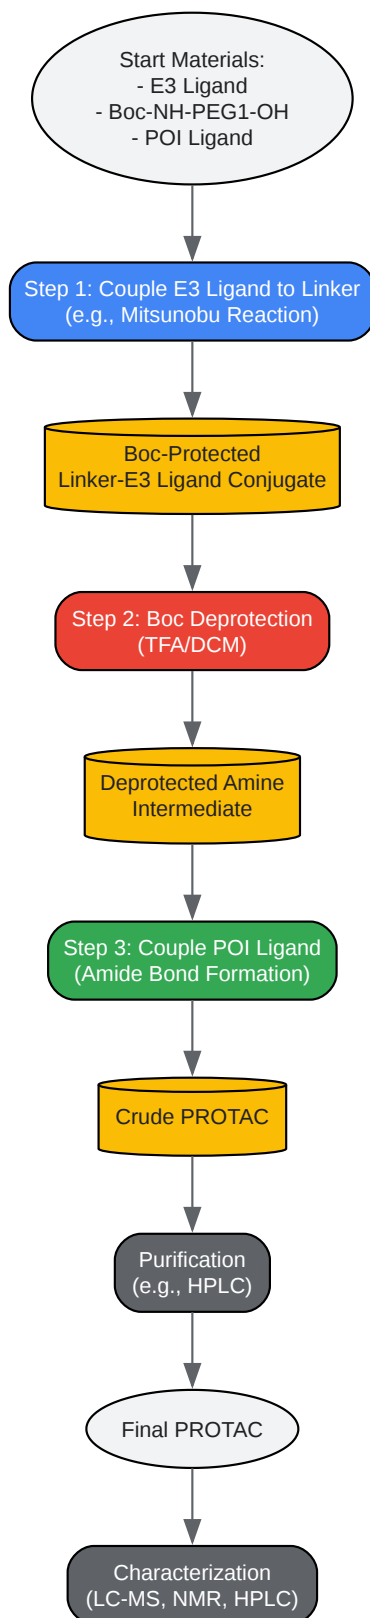 Start Materials:
- E3 Ligand
- Boc-NH-PEG1-OH
- POI Ligand
Step 1: Couple E3 Ligand to Linker
(e.g., Mitsunobu Reaction)
Boc-Protected
Linker-E3 Ligand Conjugate
Step 2: Boc Deprotection
(TFA/DCM)
Deprotected Amine
Intermediate
Step 3: Couple POI Ligand
(Amide Bond Formation)
Crude PROTAC
Purification
(e.g., HPLC)
Final PROTAC
Characterization
(LC-MS, NMR, HPLC)